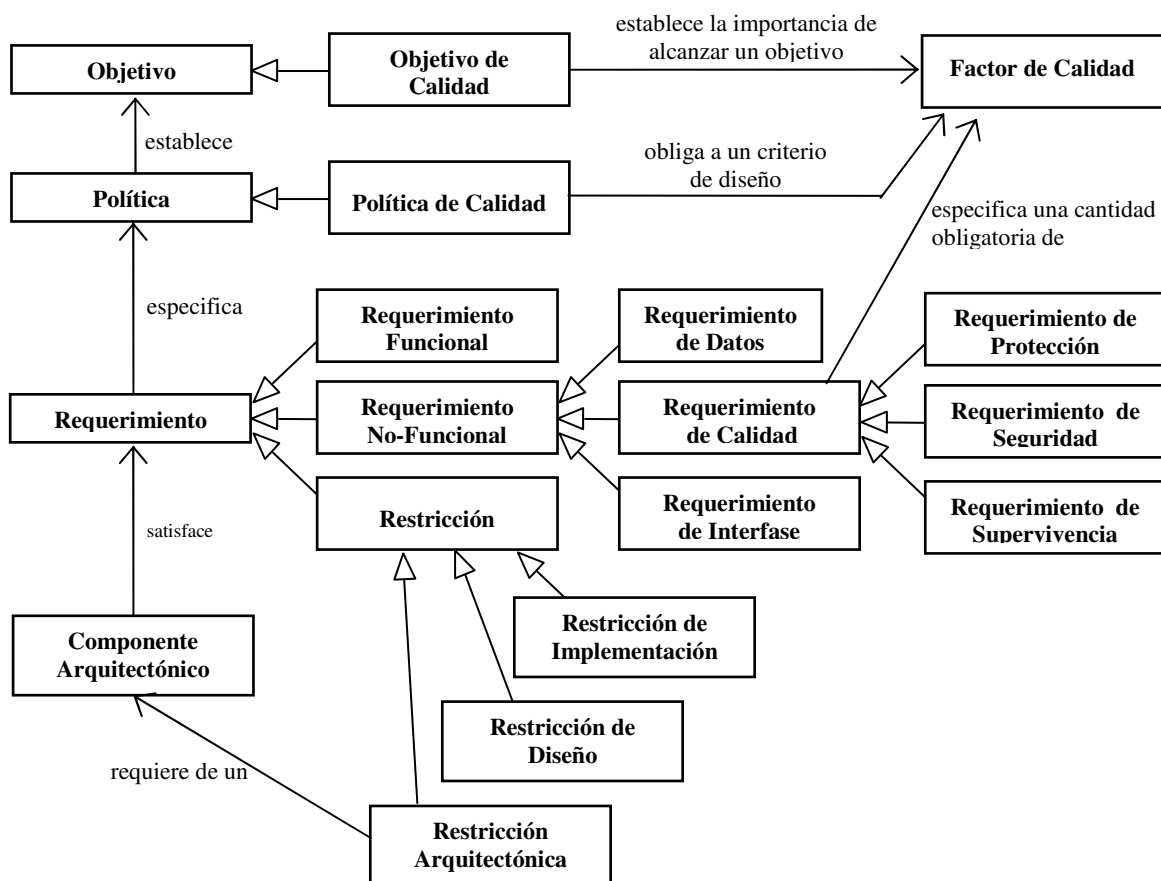 establece la importancia de
alcanzar un objetivo
Objetivo
Objetivo de
Calidad
Factor de Calidad
establece
obliga a un criterio
de diseño
Política
Política de Calidad
especifica una cantidad
obligatoria de
especifica
Requerimiento
Funcional
Requerimiento
de Datos
Requerimiento de
Protección
Requerimiento
Requerimiento
No-Funcional
Requerimiento
de Calidad
Requerimiento de
Seguridad
Restricción
Requerimiento
de Interfase
Requerimiento de
Supervivencia
satisface
Restricción de
Implementación
Componente
Arquitectónico
Restricción de
Diseño
requiere de un
Restricción
Arquitectónica